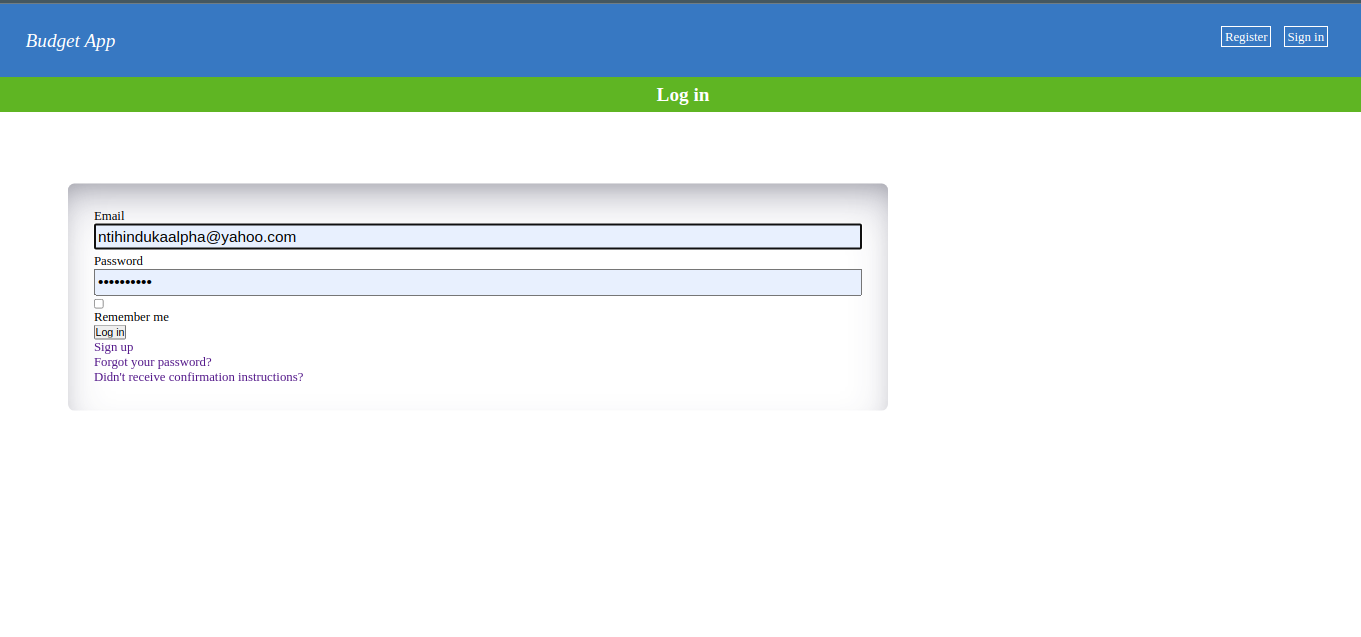 Budget App
Register Sign in
Log in
Email
ntihindukaalpha@yahoo.com
Password
••••••••••
Remember me
Log in
Sign up
Forgot your password?
Didn't receive confirmation instructions?